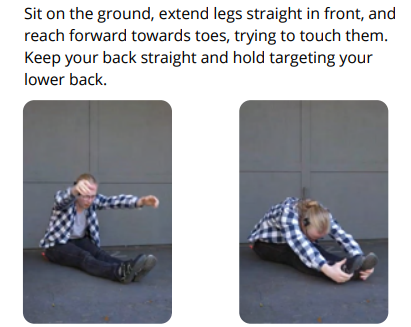 Sit on the ground, extend legs straight in front, and
reach forward towards toes, trying to touch them.
Keep your back straight and hold targeting your
lower back.